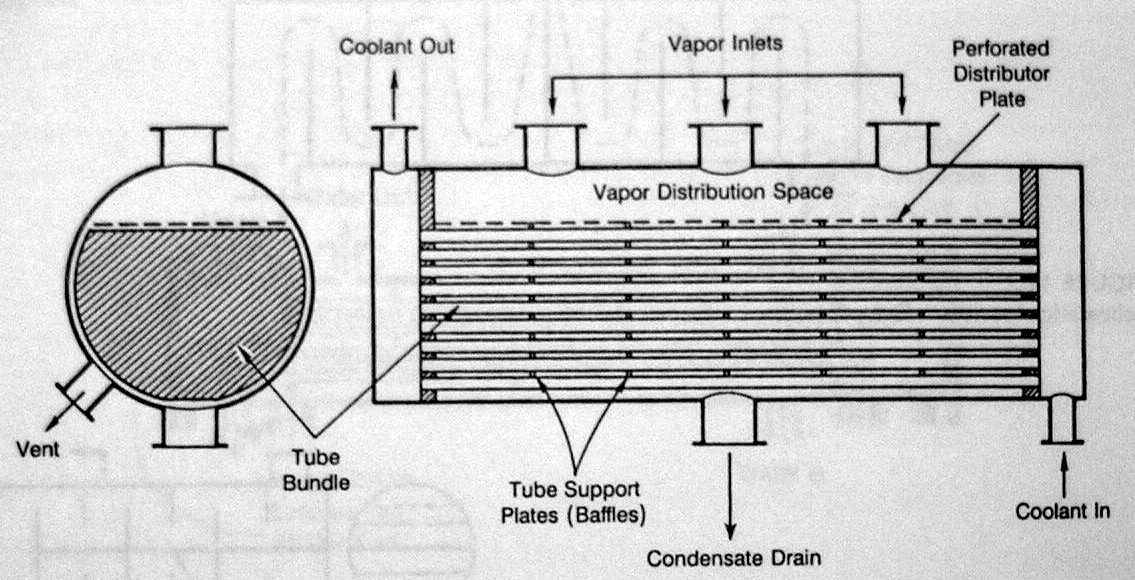 Coolant Out
Vapor Inlets
Perforated
Distributor
Plate
Vapor Distribution Space
Vent
Tube
Bundle
Tube Support
Plates (Baffles)
Condensate Drain
Coolant In